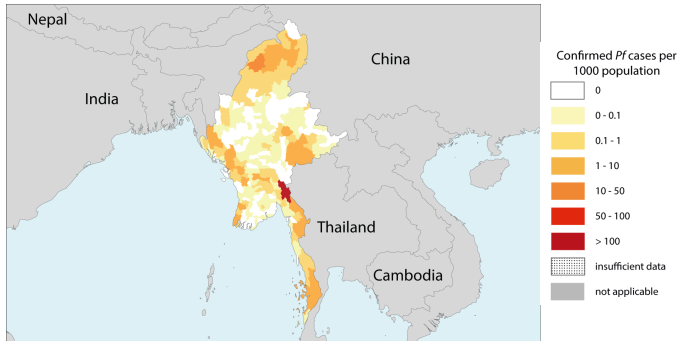 Nepal
China
India
Thailand
Cambodia
Confirmed Pf cases per
1000 population
0
0 - 0.1
0.1 - 1
1 - 10
10 - 50
50 - 100
> 100
insufficient data
not applicable